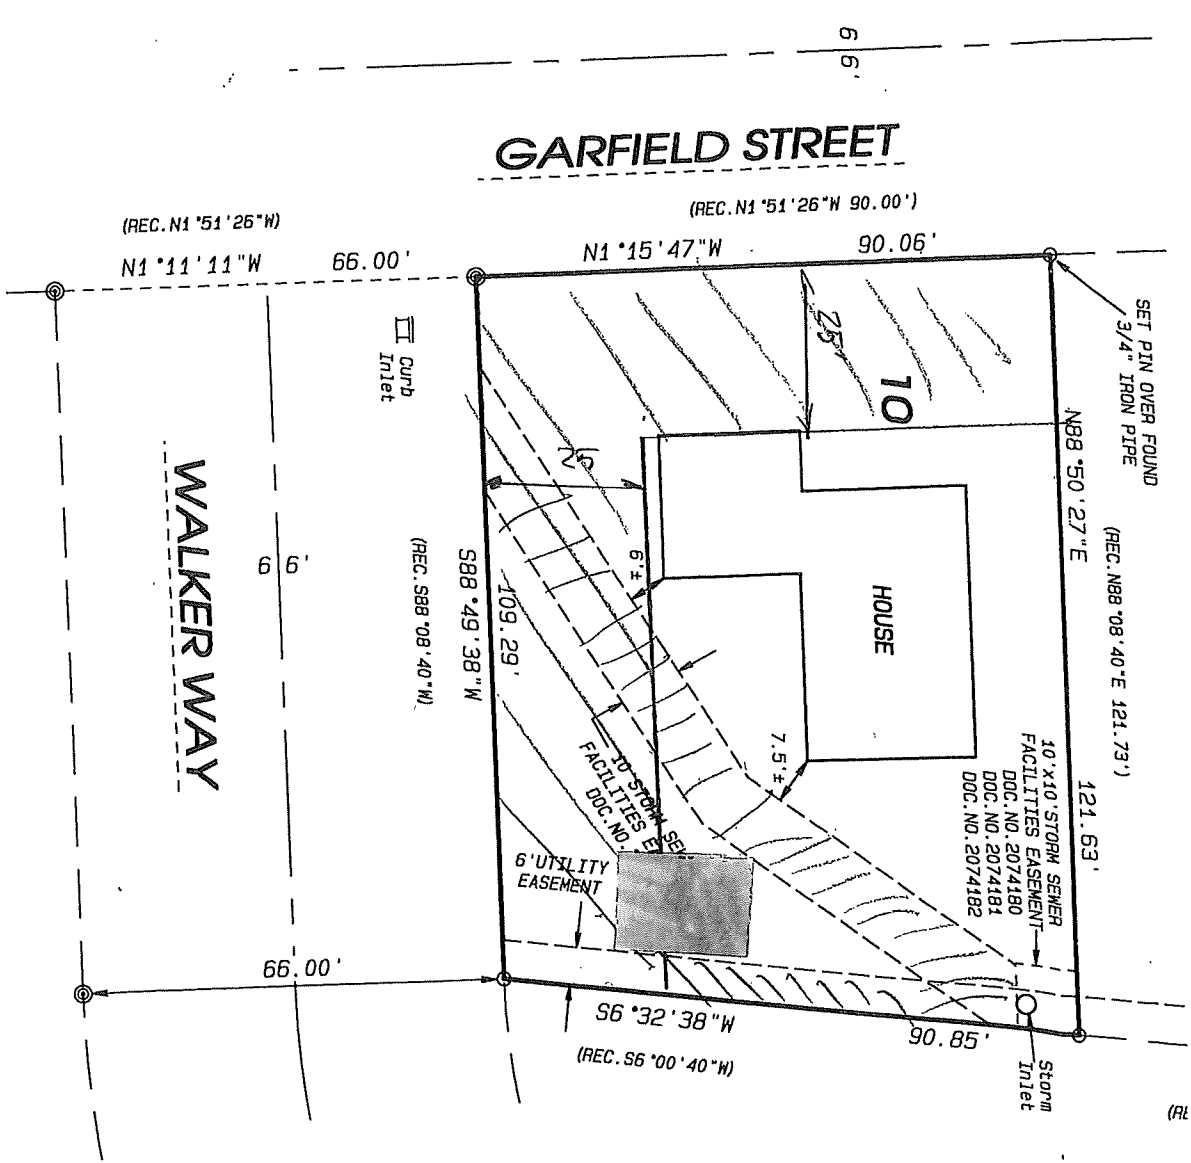 66'
GARFIELD STREET
(REC.N1°51'26"W)
(REC.N1°51'26"W 90.00')
N1°11'11"W
66.00'
N1°15'47"W
90.06'
SET PIN OVER FOUND
3/4" IRON PIPE
Curb
Inlet
25'
10
N88°50'27"E
(REC.N88°08'40"E 121.73')
121.63'
25
WALKER WAY
66'
(REC.S88°08'40"W)
S88°49'38"W
109.29'
6'±
HOUSE
7.5'±
10'STORM SEW
FACILITIES E
DOC.NO.
10'x10'STORM SEWER
FACILITIES EASEMENT
DOC.NO.2074180
DOC.NO.2074181
DOC.NO.2074182
6'UTILITY
EASEMENT
66.00'
S6°32'38"W
90.85'
(REC.S6°00'40"W)
Storm
Inlet
(RE